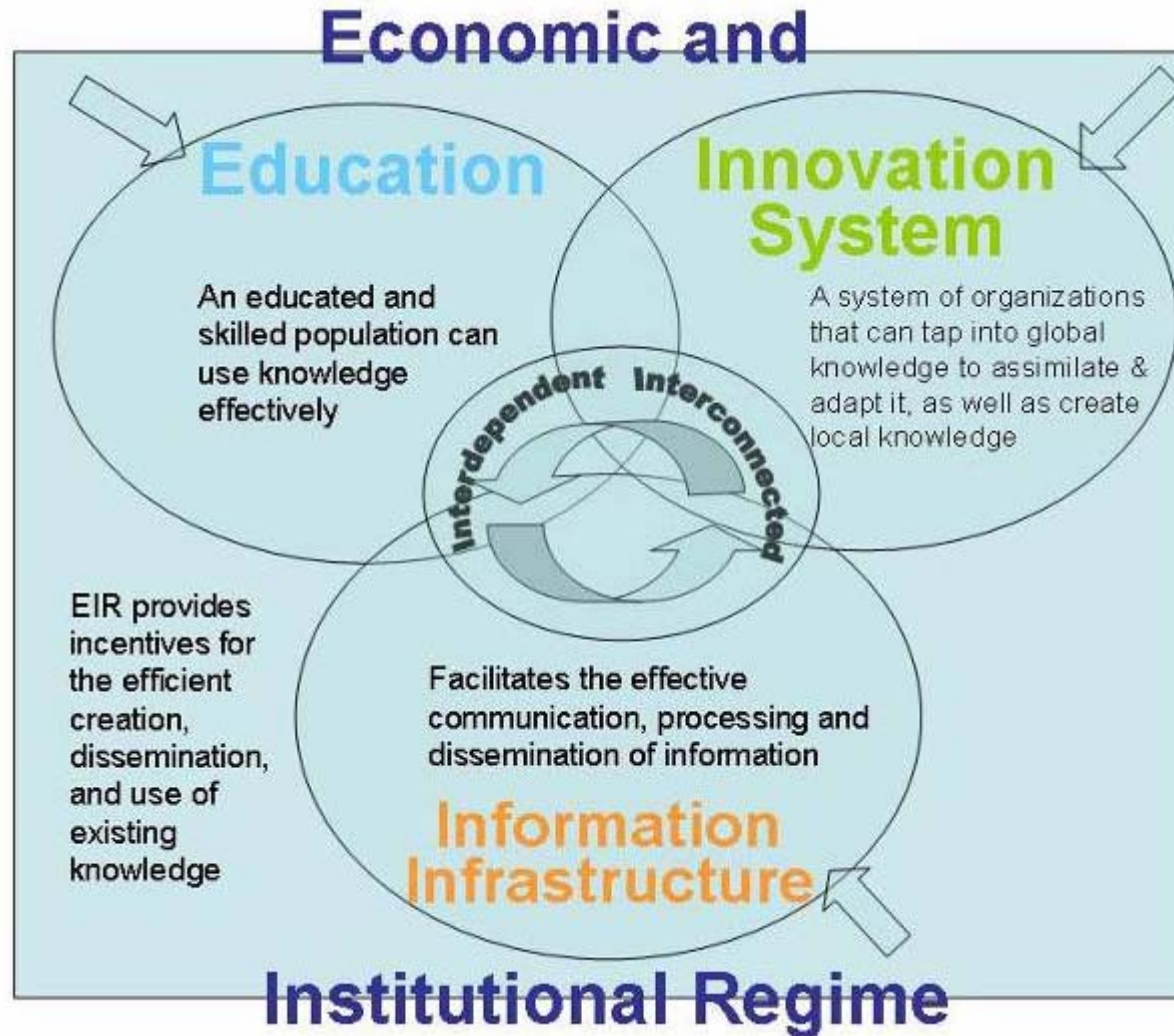 Economic and
Education
An educated and
skilled population can
use knowledge
effectively
Innovation
System
A system of organizations
that can tap into global
knowledge to assimilate &
adapt it, as well as create
local knowledge
Interdependent Interconnected
EIR provides
incentives for
the efficient
creation,
dissemination,
and use of
existing
knowledge
Facilitates the effective
communication, processing and
dissemination of information
Information
Infrastructure
Institutional Regime